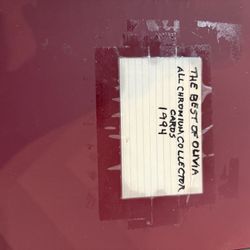 THE BEST OF OLIVIA
ALL CHROMIUM COLLECTOR
CARDS
1994